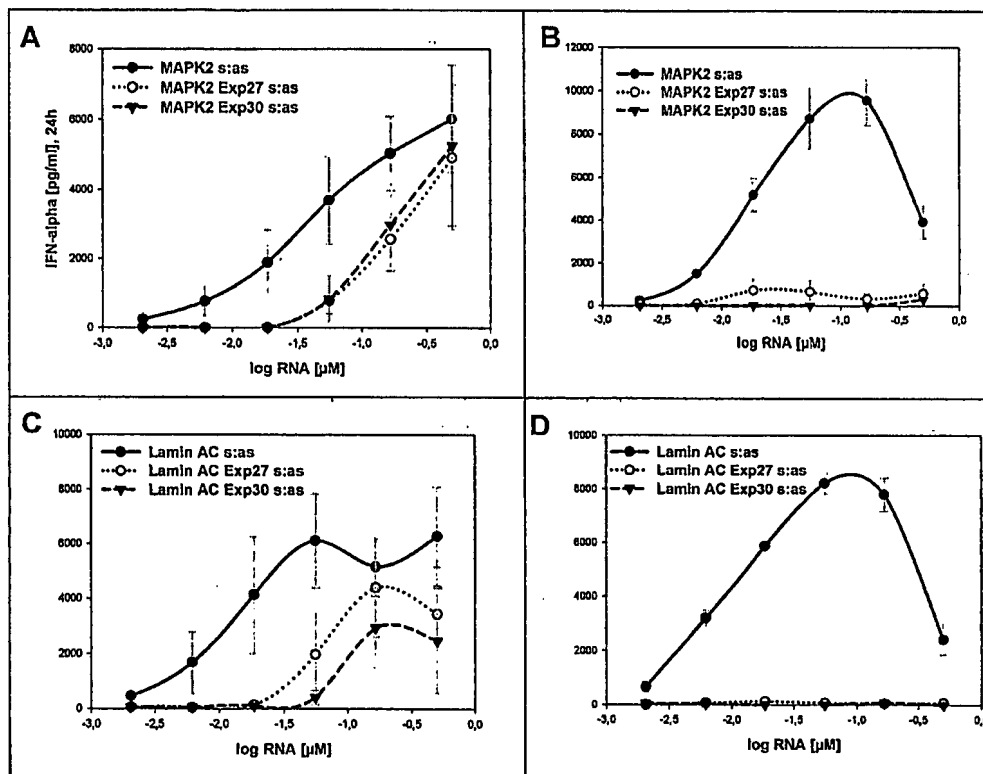 A
8000
6000
4000
2000
0
IFN-alpha [pg/ml], 24h
MAPK2 s:as
MAPK2 Exp27 s:as
MAPK2 Exp30 s:as
-3,0 -2,5 -2,0 -1,5 -1,0 -0,5 0,0
log RNA [µM]
B
12000
10000
8000
6000
4000
2000
0
MAPK2 s:as
MAPK2 Exp27 s:as
MAPK2 Exp30 s:as
-3,0 -2,5 -2,0 -1,5 -1,0 -0,5 0,0
log RNA [µM]
C
10000
8000
6000
4000
2000
0
Lamin AC s:as
Lamin AC Exp27 s:as
Lamin AC Exp30 s:as
-3,0 -2,5 -2,0 -1,5 -1,0 -0,5 0,0
log RNA [µM]
D
10000
8000
6000
4000
2000
0
Lamin AC s:as
Lamin AC Exp27 s:as
Lamin AC Exp30 s:as
-3,0 -2,5 -2,0 -1,5 -1,0 -0,5 0,0
log RNA [µM]